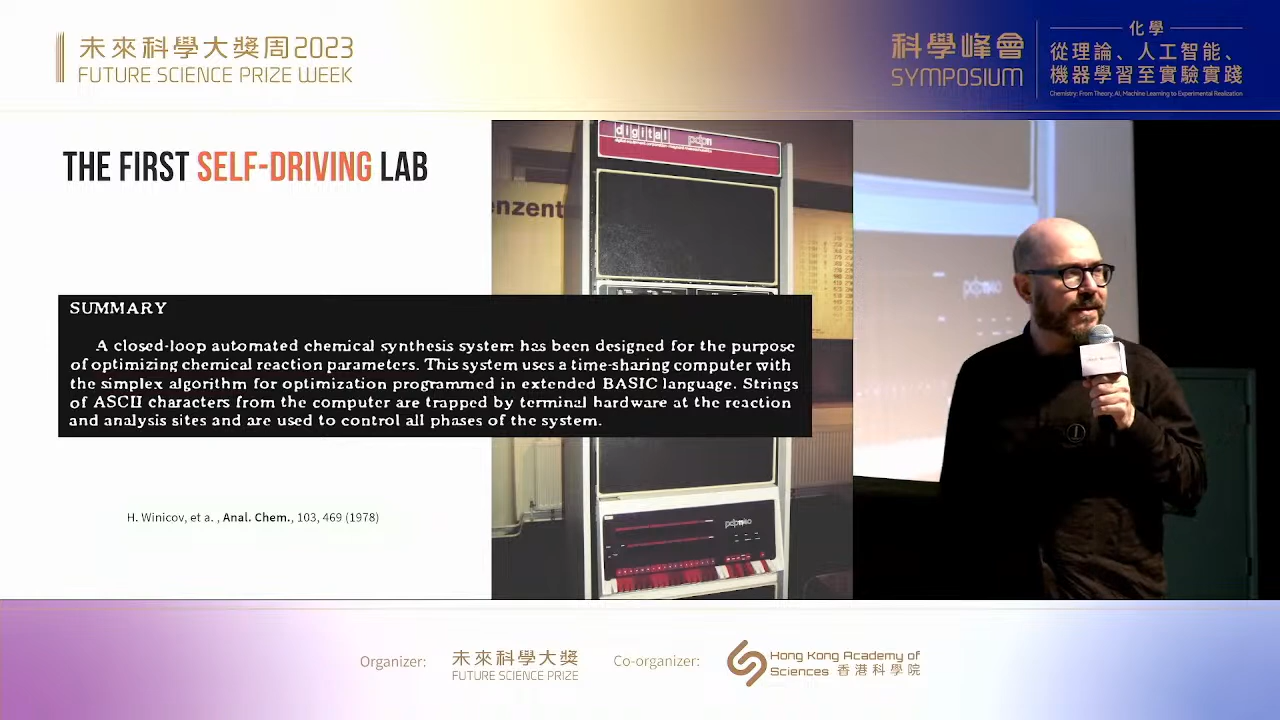 未來科學大獎周2023
FUTURE SCIENCE PRIZE WEEK
科學峰會
SYMPOSIUM
化學
從理論、人工智能、
機器學習至實驗實踐
Chemistry: From Theory, AI, Machine Learning to Experimental Realization
THE FIRST SELF-DRIVING LAB
digital
enzent
SUMMARY
A closed-loop automated chemical synthesis system has been designed for the purpose
of optimizing chemical reaction parameters. This system uses a time-sharing computer with
the simplex algorithm for optimization programmed in extended BASIC language. Strings
of ASCII characters from the computer are trapped by terminal hardware at the reaction
and analysis sites and are used to control all phases of the system.
H. Winicov, et a. , Anal. Chem., 103, 469 (1978)
Organizer:
未來科學大獎
FUTURE SCIENCE PRIZE
Co-organizer:
Hong Kong Academy of
Sciences 香港科學院